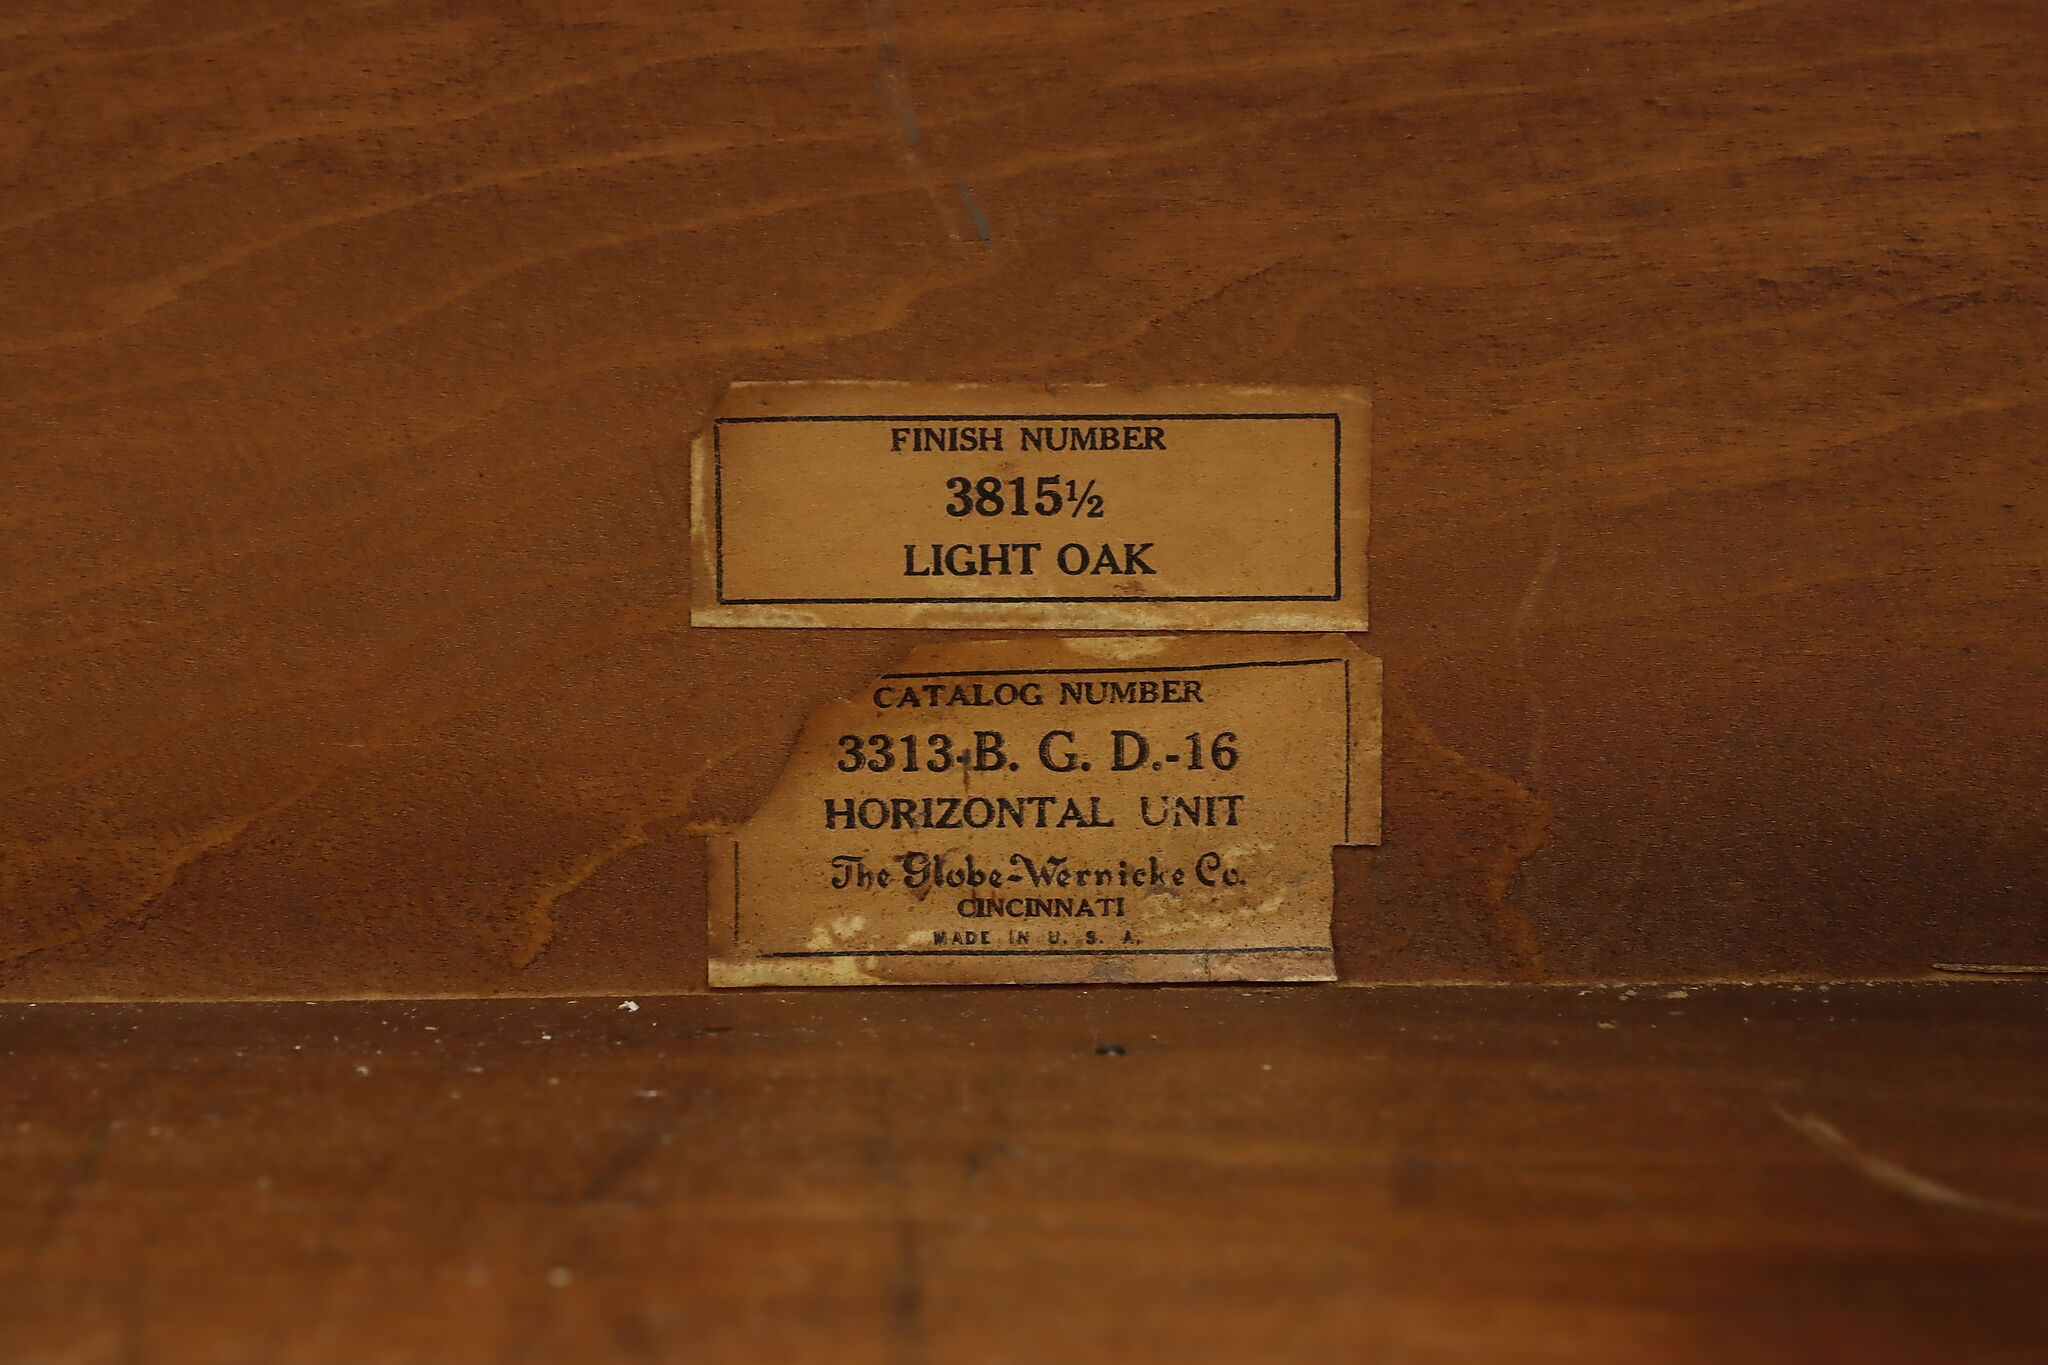 FINISH NUMBER
3815½
LIGHT OAK
CATALOG NUMBER
3313-B. G. D.-16
HORIZONTAL UNIT
The Globe-Wernicke Co.
CINCINNATI
MADE IN U. S. A.